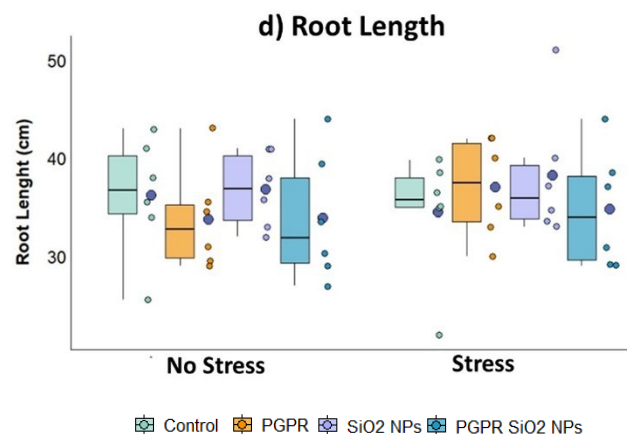 d) Root Length
Root Lenght (cm)
50
40
30
No Stress
Stress
Control PGPR SiO2 NPs PGPR SiO2 NPs